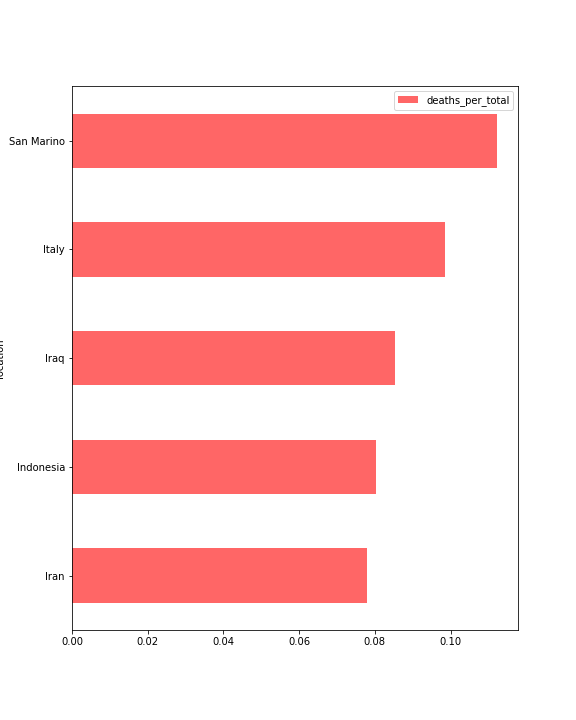 deaths_per_total
San Marino
Italy
Iraq
Indonesia
Iran
location
0.00 0.02 0.04 0.06 0.08 0.10